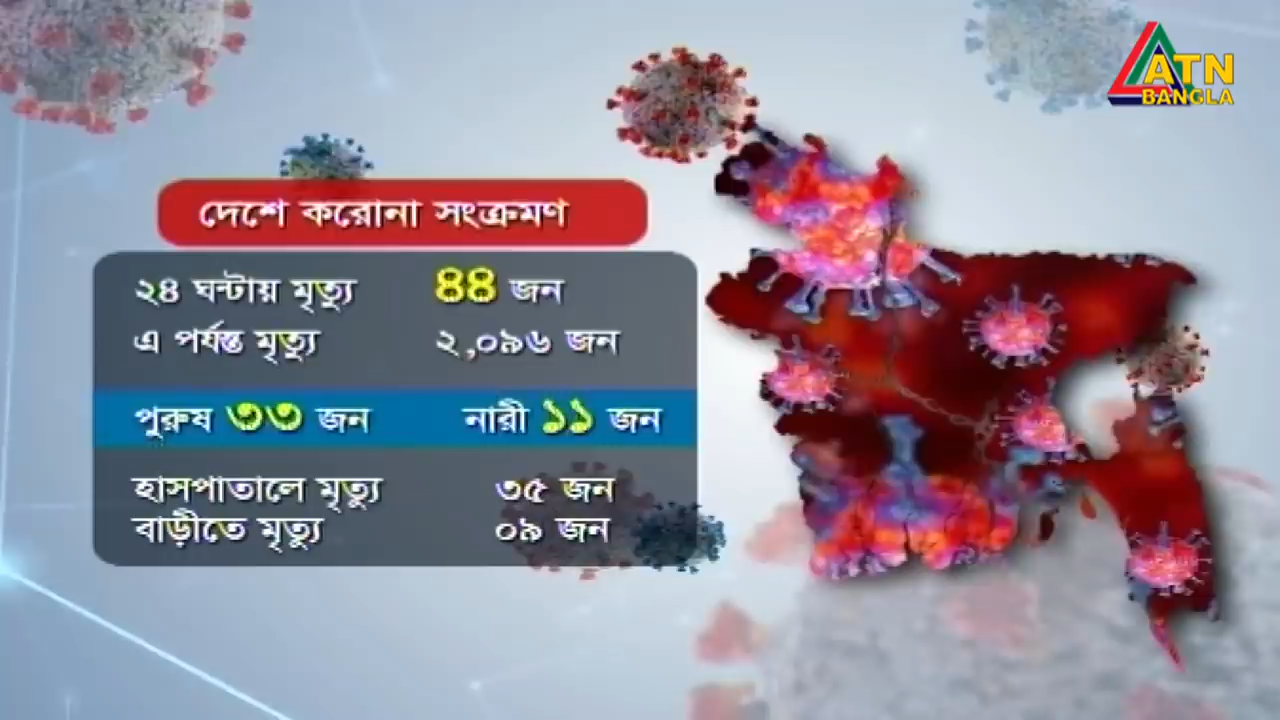 ATN
BANGLA
দেশে করোনা সংক্রমণ
২৪ ঘন্টায় মৃত্যু ৪৪ জন
এ পর্যন্ত মৃত্যু ২,০৯৬ জন
পুরুষ ৩৩ জন নারী ১১ জন
হাসপাতালে মৃত্যু ৩৫ জন
বাড়ীতে মৃত্যু ০৯ জন